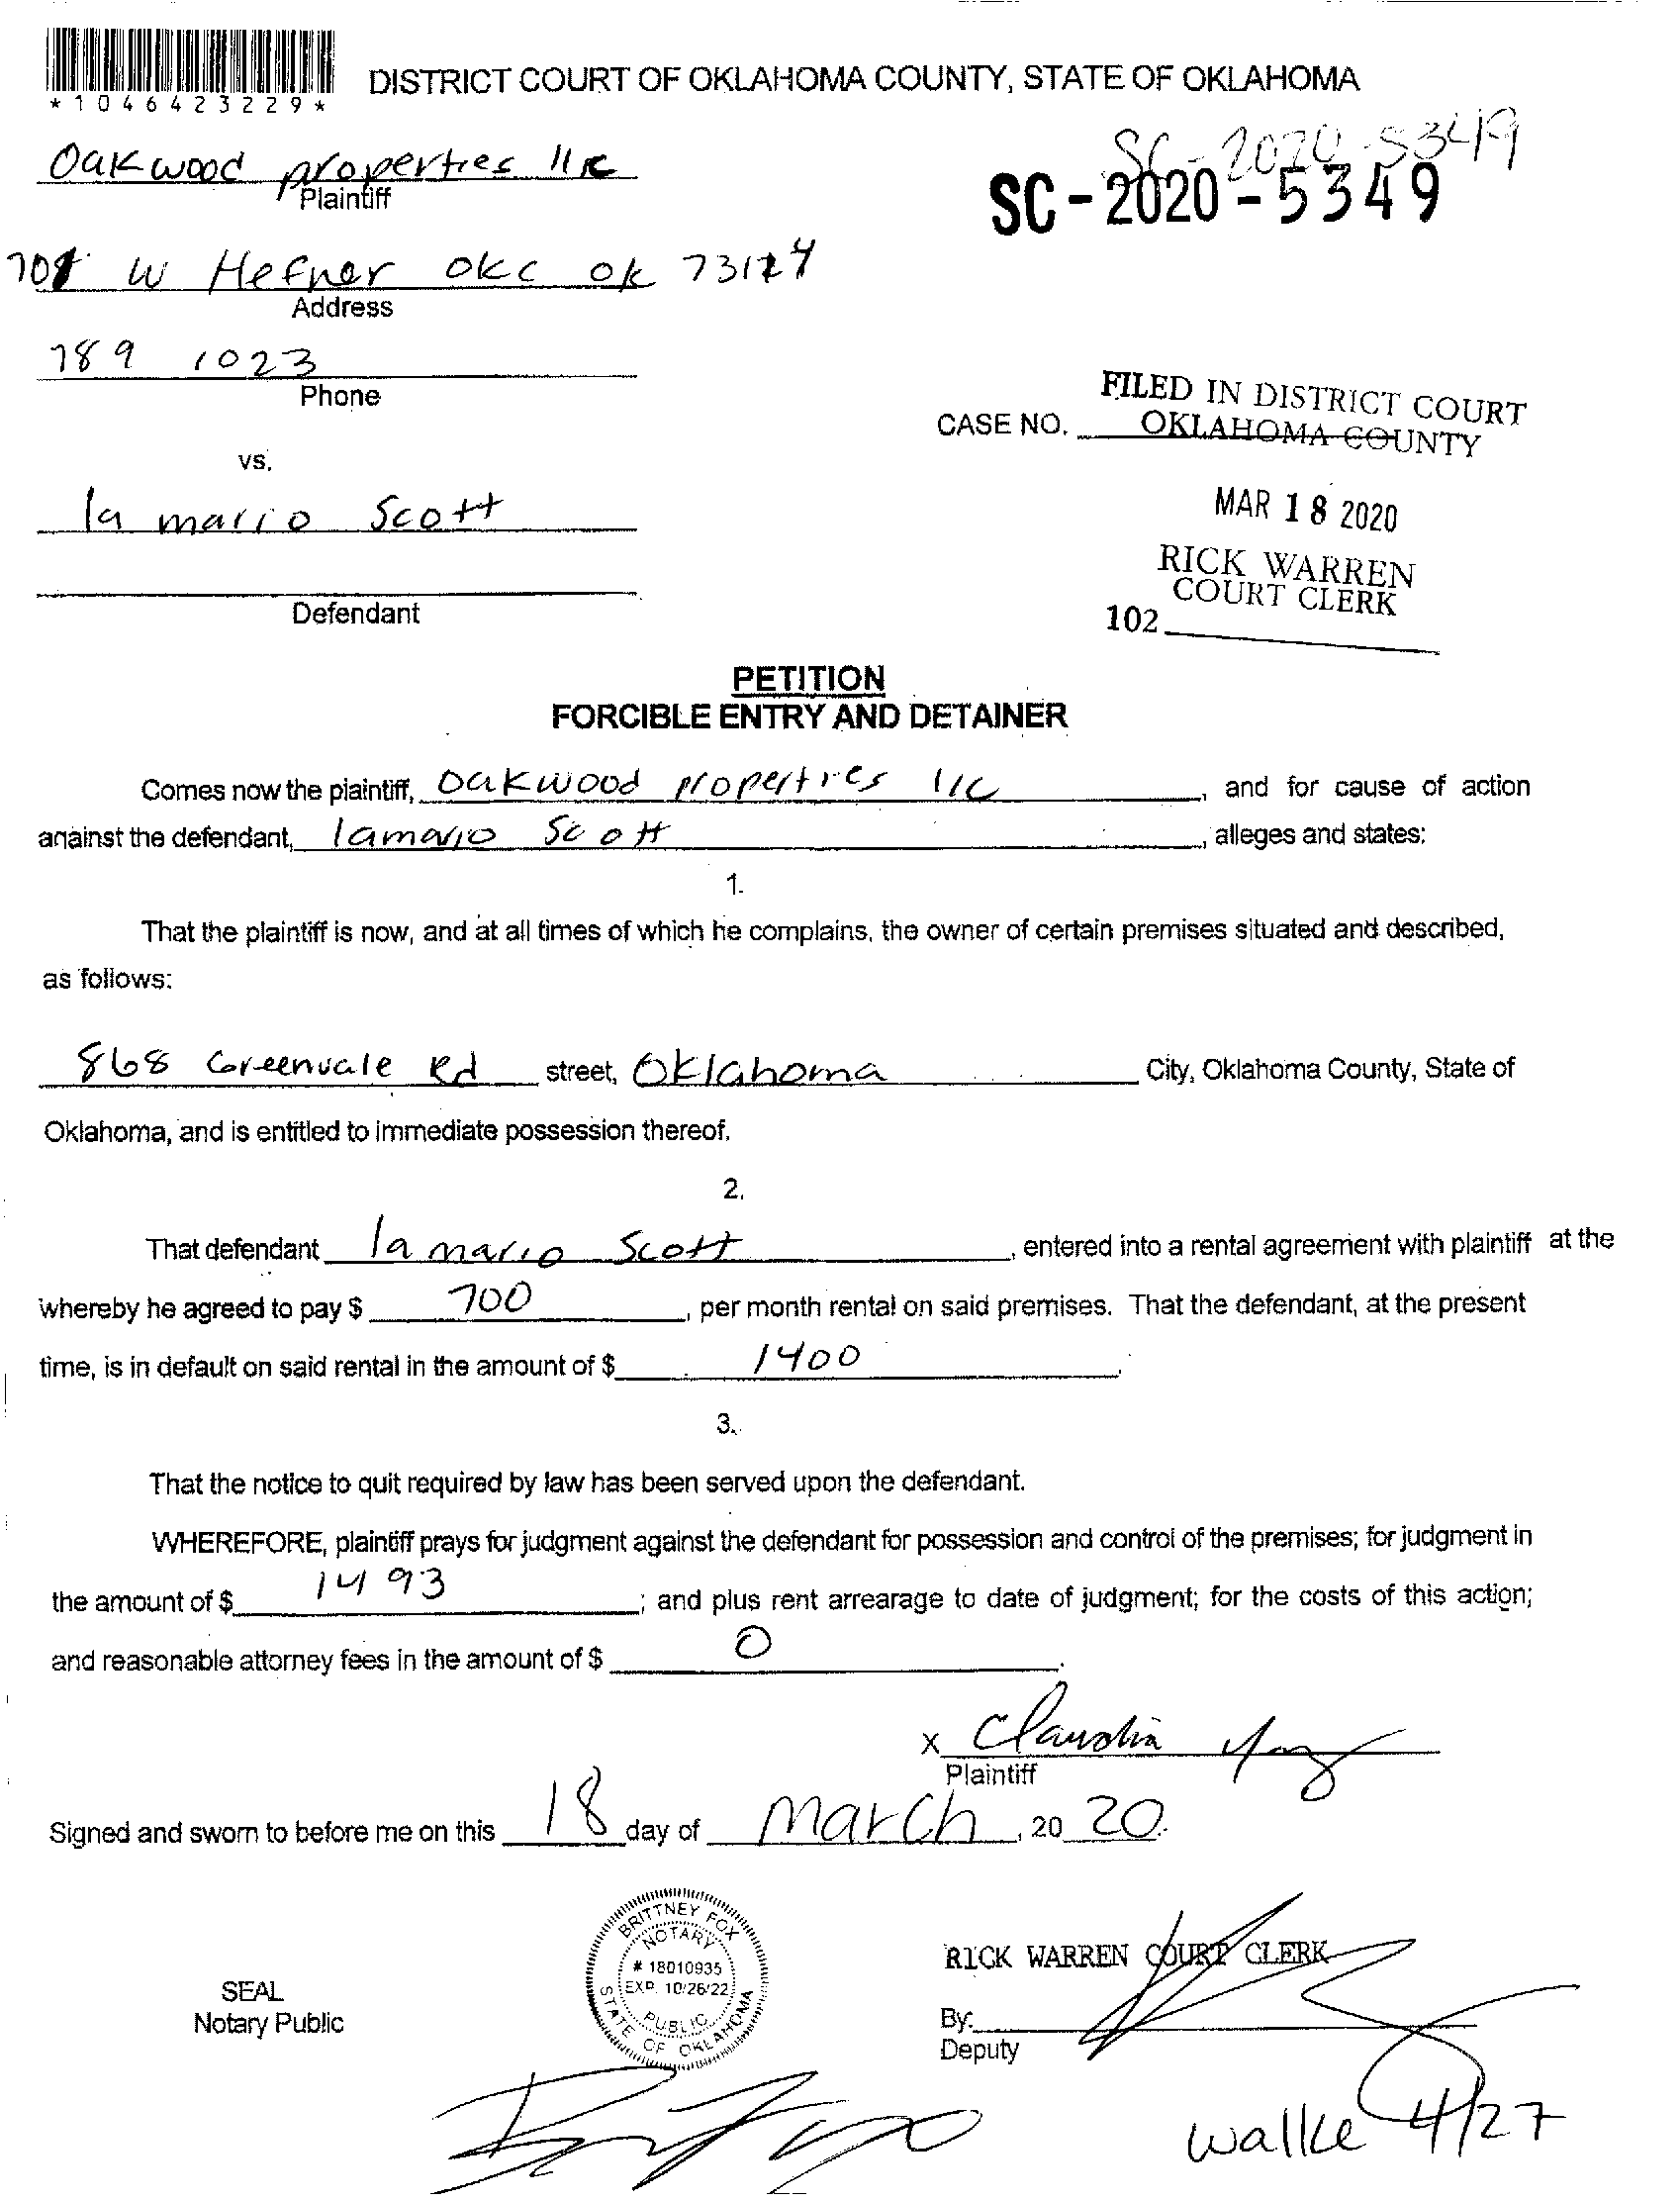 *1046423229*
DISTRICT COURT OF OKLAHOMA COUNTY, STATE OF OKLAHOMA
SC-2020-5349
Oakwood properties llc
Plaintiff
SC-2020-5349
W Hefner okc ok
Address
789 1023
Phone
FILED IN DISTRICT COURT
CASE NO. OKLAHOMA COUNTY
vs.
la mario Scott
MAR 18 2020
RICK WARREN
COURT CLERK
Defendant
102
PETITION
FORCIBLE ENTRY AND DETAINER
Comes now the plaintiff, Oakwood properties llc, and for cause of action
against the defendant, lamario Scott, alleges and states:
1.
That the plaintiff is now, and at all times of which he complains, the owner of certain premises situated and described,
as follows:
868 Greenvale Rd street, Oklahoma City, Oklahoma County, State of
Oklahoma, and is entitled to immediate possession thereof.
2.
That defendant la mario Scott, entered into a rental agreement with plaintiff at the
whereby he agreed to pay $ 700, per month rental on said premises. That the defendant, at the present
time, is in default on said rental in the amount of $ 1400.
3.
That the notice to quit required by law has been served upon the defendant.
WHEREFORE, plaintiff prays for judgment against the defendant for possession and control of the premises; for judgment in
the amount of $ 1493; and plus rent arrearage to date of judgment; for the costs of this action;
and reasonable attorney fees in the amount of $ 0.
x Claudia
Plaintiff
Signed and sworn to before me on this 18 day of March, 20 20.
BRITTNEY FOX
NOTARY
# 18010935
EXP. 10/26/22
PUBLIC
STATE OF OKLAHOMA
RICK WARREN COURT CLERK
SEAL
Notary Public
By:
Deputy
walke 4/27